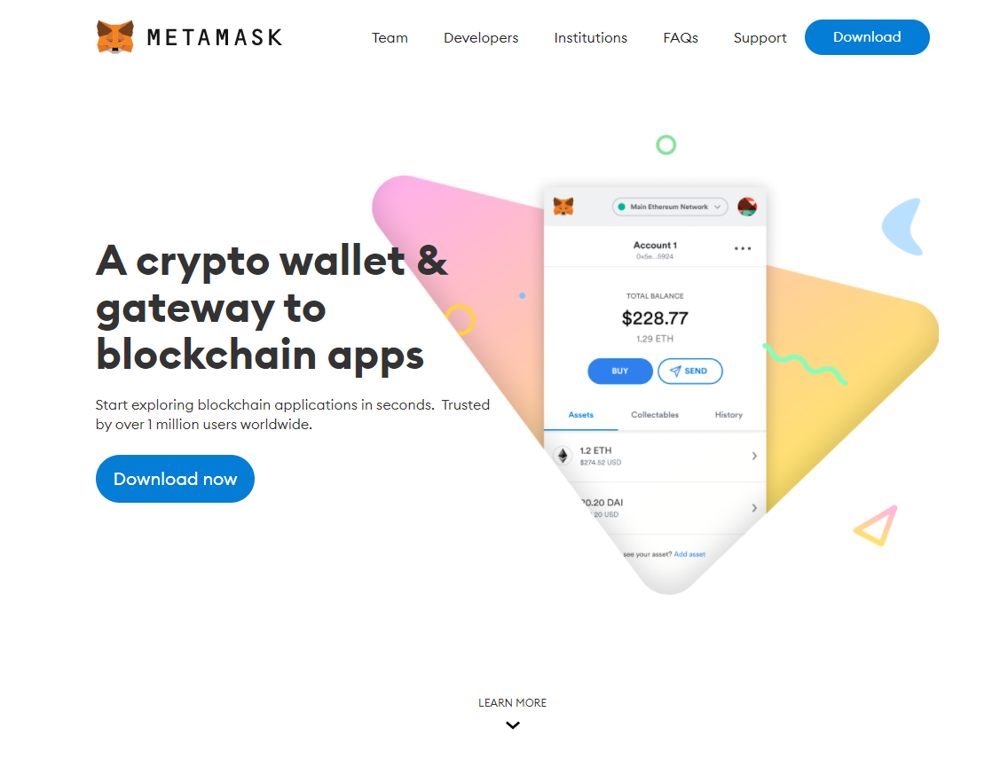 METAMASK
Team
Developers
Institutions
FAQs
Support
Download
A crypto wallet &
gateway to
blockchain apps
Start exploring blockchain applications in seconds.  Trusted
by over 1 million users worldwide.
Download now
Main Ethereum Network
Account 1
0x5e...5924
TOTAL BALANCE
$228.77
1.29 ETH
BUY
SEND
Assets
Collectables
History
1.2 ETH
$274.52 USD
0.20 DAI
20 USD
see your asset? Add asset
LEARN MORE